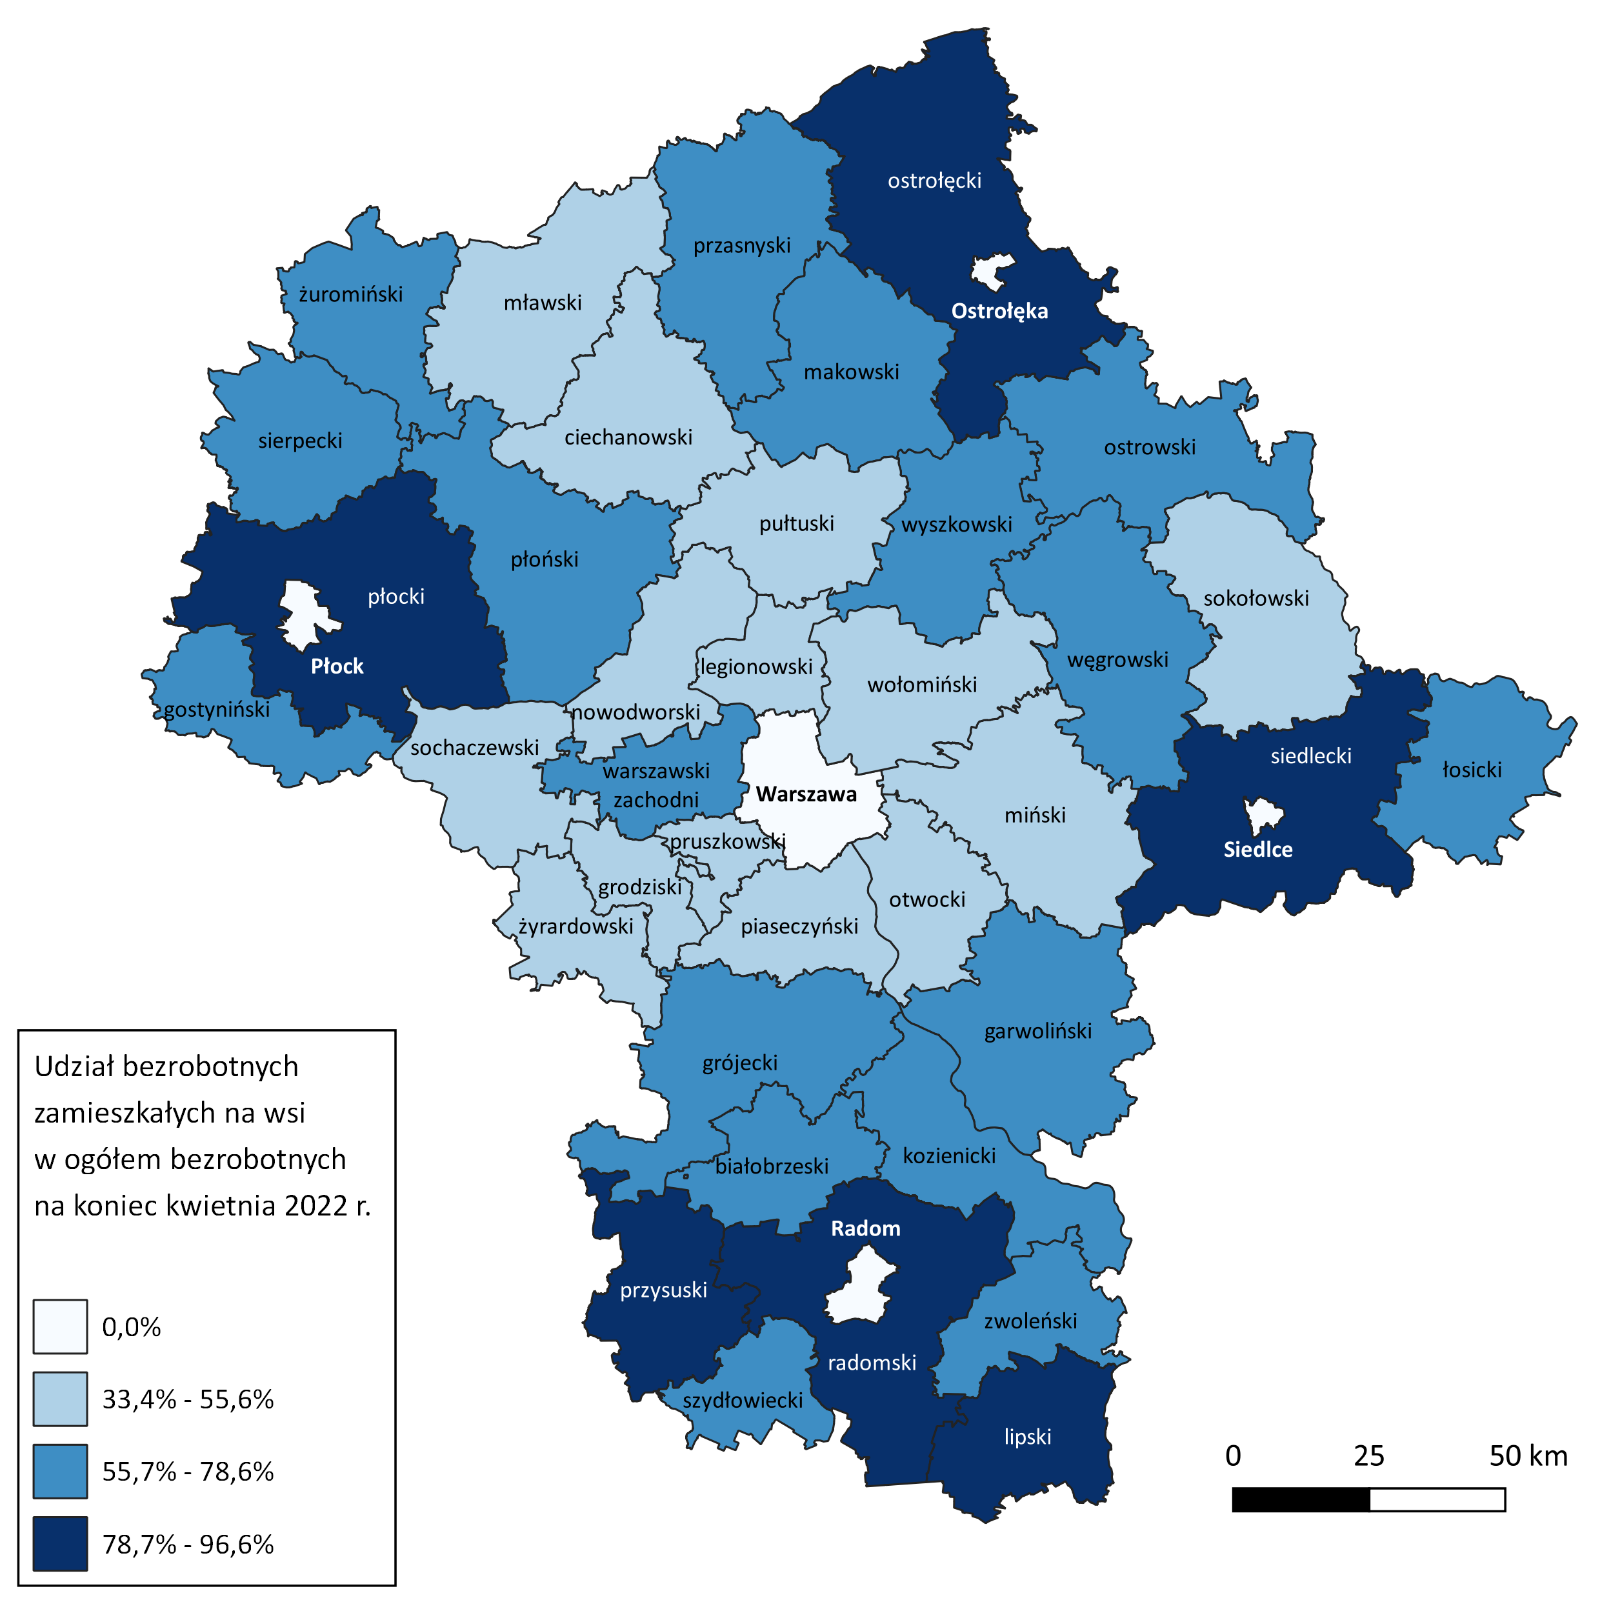 ostrołęcki
przasnyski
żuromiński
mławski
Ostrołęka
makowski
sierpecki
ciechanowski
ostrowski
pułtuski
wyszkowski
płoński
płocki
sokołowski
Płock
legionowski
węgrowski
wołomiński
gostyniński
nowodworski
sochaczewski
siedlecki
warszawski
zachodni
łosicki
Warszawa
miński
pruszkowski
Siedlce
grodziski
otwocki
żyrardowski
piaseczyński
garwoliński
grójecki
kozienicki
białobrzeski
Radom
przysuski
zwoleński
radomski
szydłowiecki
lipski
Udział bezrobotnych
zamieszkałych na wsi
w ogółem bezrobotnych
na koniec kwietnia 2022 r.
0,0%
33,4% - 55,6%
55,7% - 78,6%
78,7% - 96,6%
0 25 50 km